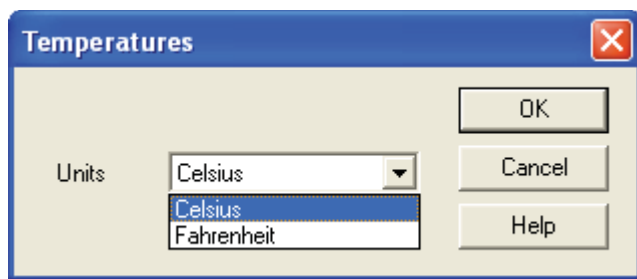 Temperatures
OK
Units
Celsius
Cancel
Celsius
Fahrenheit
Help